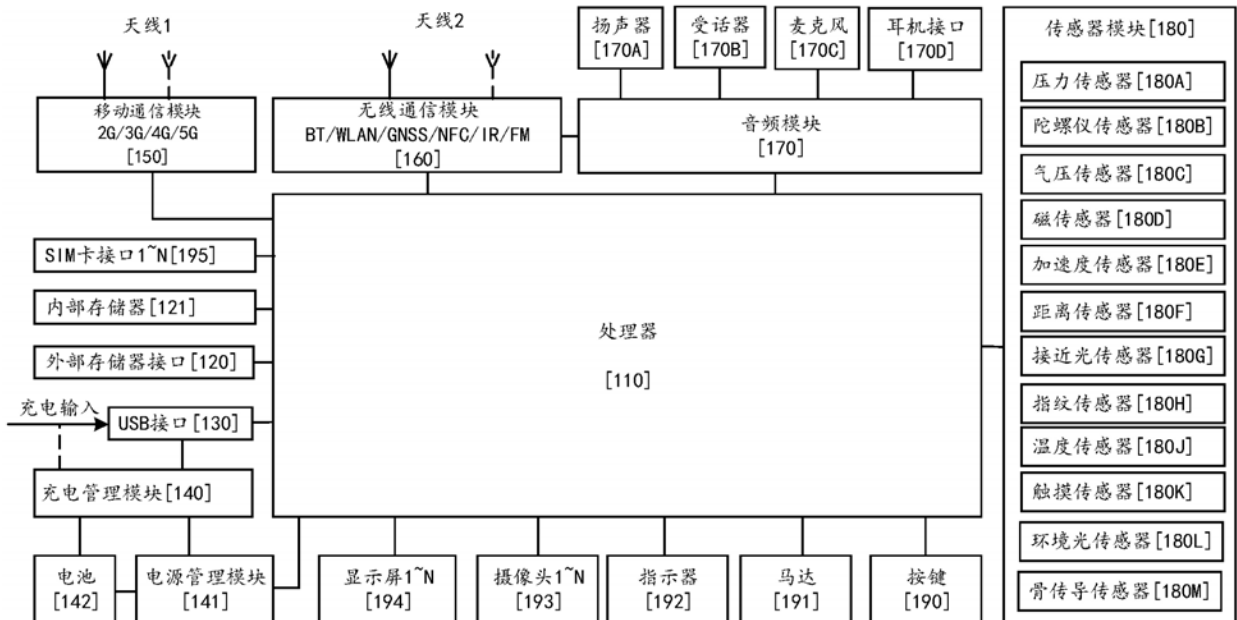 天线1
天线2
扬声器
[170A]
受话器
[170B]
麦克风
[170C]
耳机接口
[170D]
移动通信模块
2G/3G/4G/5G
[150]
无线通信模块
BT/WLAN/GNSS/NFC/IR/FM
[160]
音频模块
[170]
SIM卡接口1~N[195]
内部存储器[121]
外部存储器接口[120]
充电输入
USB接口[130]
充电管理模块[140]
电池
[142]
电源管理模块
[141]
处理器
[110]
显示屏1~N
[194]
摄像头1~N
[193]
指示器
[192]
马达
[191]
按键
[190]
传感器模块[180]
压力传感器[180A]
陀螺仪传感器[180B]
气压传感器[180C]
磁传感器[180D]
加速度传感器[180E]
距离传感器[180F]
接近光传感器[180G]
指纹传感器[180H]
温度传感器[180J]
触摸传感器[180K]
环境光传感器[180L]
骨传导传感器[180M]